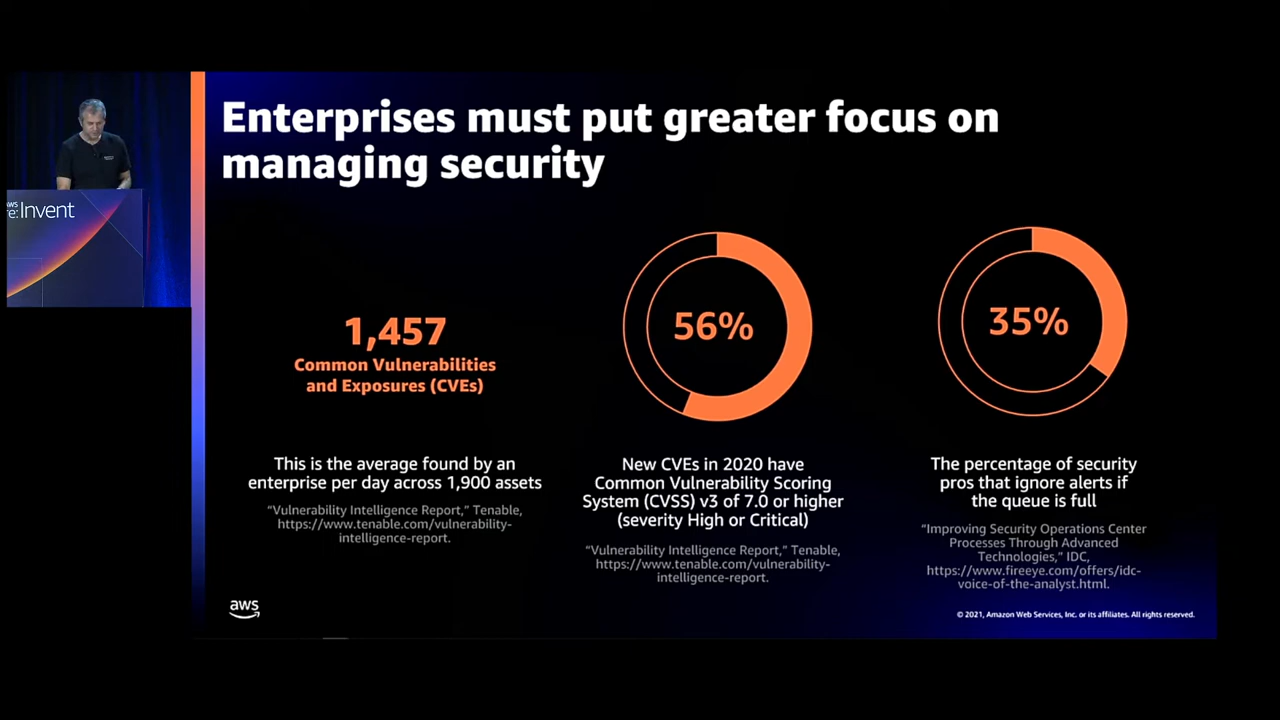 Enterprises must put greater focus on
managing security
aws
re:Invent
1,457
Common Vulnerabilities
and Exposures (CVEs)
This is the average found by an
enterprise per day across 1,900 assets
“Vulnerability Intelligence Report,” Tenable,
https://www.tenable.com/vulnerability-
intelligence-report.
56%
New CVEs in 2020 have
Common Vulnerability Scoring
System (CVSS) v3 of 7.0 or higher
(severity High or Critical)
“Vulnerability Intelligence Report,” Tenable,
https://www.tenable.com/vulnerability-
intelligence-report.
35%
The percentage of security
pros that ignore alerts if
the queue is full
“Improving Security Operations Center
Processes Through Advanced
Technologies,” IDC,
https://www.fireeye.com/offers/idc-
voice-of-the-analyst.html.
aws
© 2021, Amazon Web Services, Inc. or its affiliates. All rights reserved.